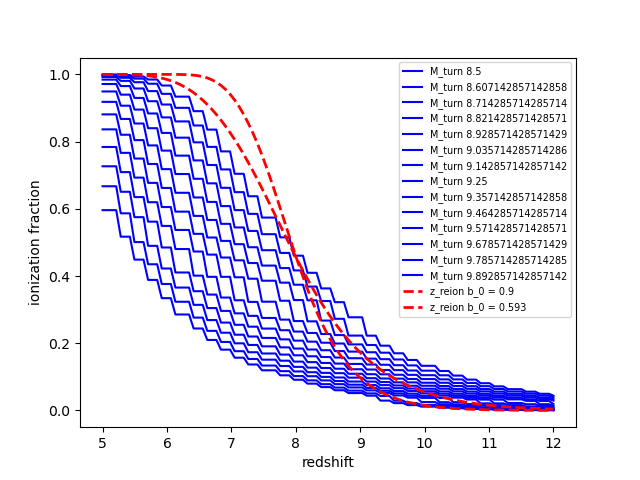 M_turn 8.5
M_turn 8.607142857142858
M_turn 8.714285714285714
M_turn 8.821428571428571
M_turn 8.928571428571429
M_turn 9.035714285714286
M_turn 9.142857142857142
M_turn 9.25
M_turn 9.357142857142858
M_turn 9.464285714285714
M_turn 9.571428571428571
M_turn 9.678571428571429
M_turn 9.785714285714285
M_turn 9.892857142857142
z_reion b_0 = 0.9
z_reion b_0 = 0.593
1.0
0.8
0.6
0.4
0.2
0.0
ionization fraction
5 6 7 8 9 10 11 12
redshift